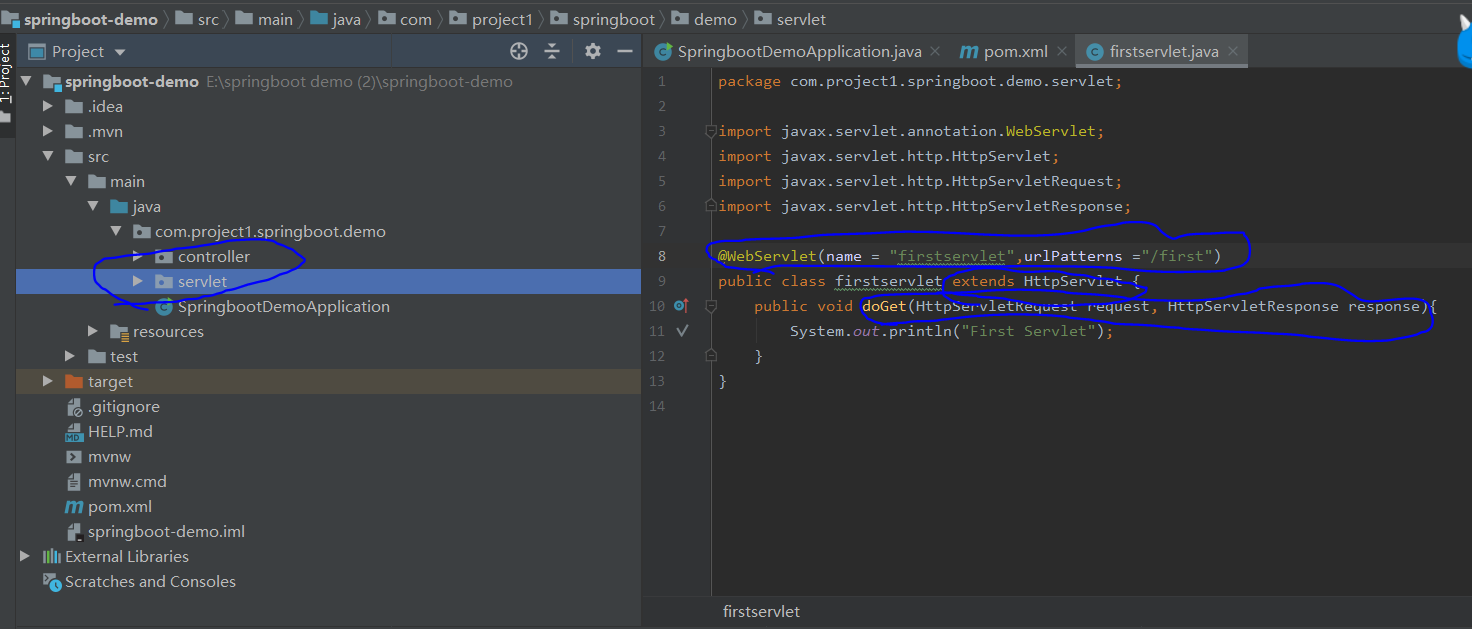 springboot-demo src main java com project1 springboot demo servlet
1: Project
Project
springboot-demo E:\springboot demo (2)\springboot-demo
.idea
.mvn
src
main
java
com.project1.springboot.demo
controller
servlet
SpringbootDemoApplication
resources
test
target
.gitignore
HELP.md
mvnw
mvnw.cmd
pom.xml
springboot-demo.iml
External Libraries
Scratches and Consoles
SpringbootDemoApplication.java pom.xml firstservlet.java
1 package com.project1.springboot.demo.servlet;
2
3 import javax.servlet.annotation.WebServlet;
4 import javax.servlet.http.HttpServlet;
5 import javax.servlet.http.HttpServletRequest;
6 import javax.servlet.http.HttpServletResponse;
7
8 @WebServlet(name = "firstservlet",urlPatterns ="/first")
9 public class firstservlet extends HttpServlet {
10 public void doGet(HttpServletRequest request, HttpServletResponse response){
11 System.out.println("First Servlet");
12 }
13 }
14
firstservlet